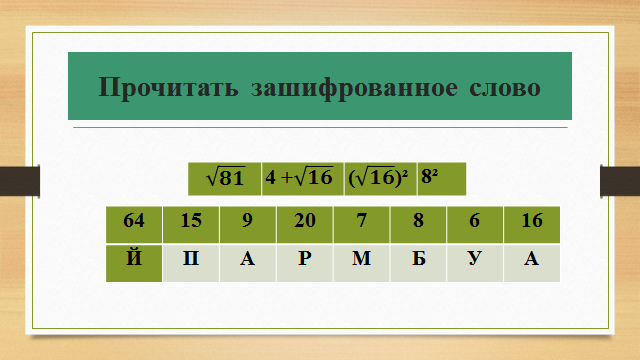 Прочитать зашифрованное слово
√81 4 +√16 (√16)² 8²
64 15 9 20 7 8 6 16
Й П А Р М Б У А